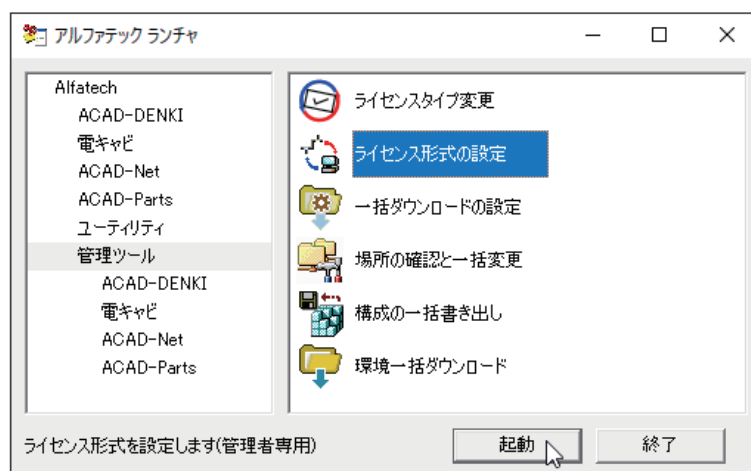 アルファテック ランチャ
Alfatech
ACAD-DENKI
電キャビ
ACAD-Net
ACAD-Parts
ユーティリティ
管理ツール
ACAD-DENKI
電キャビ
ACAD-Net
ACAD-Parts
ライセンスタイプ変更
ライセンス形式の設定
一括ダウンロードの設定
場所の確認と一括変更
構成の一括書き出し
環境一括ダウンロード
ライセンス形式を設定します(管理者専用)
起動
終了